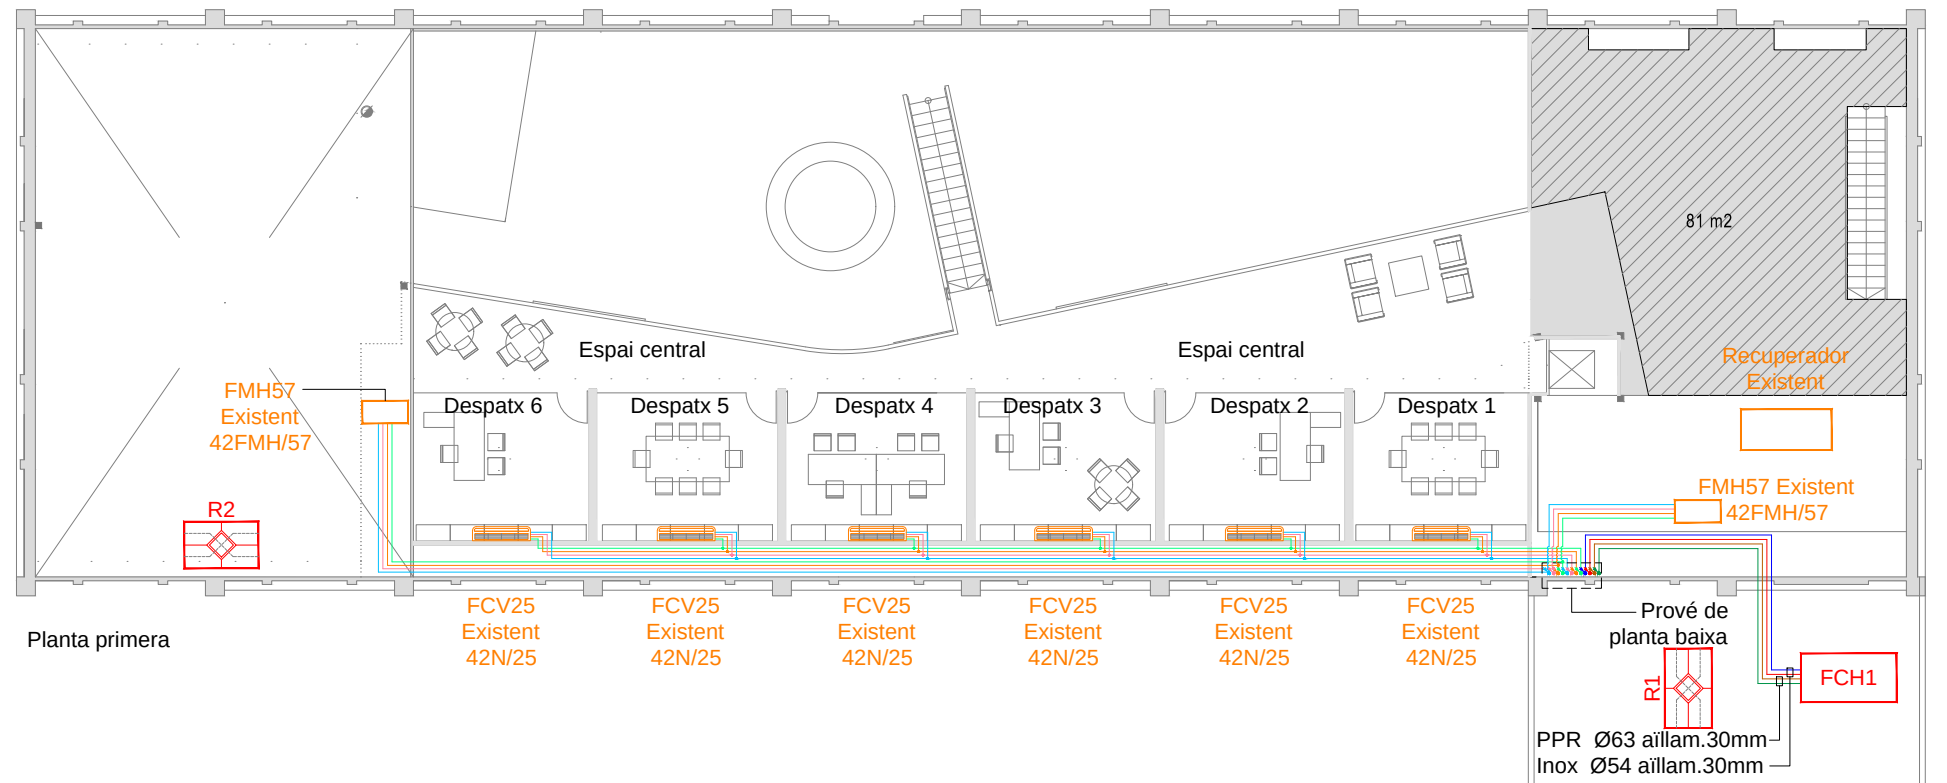 81 m2
Espai central
Espai central
Recuperador
Existent
FMH57
Existent
42FMH/57
Despatx 6
Despatx 5
Despatx 4
Despatx 3
Despatx 2
Despatx 1
FMH57 Existent
42FMH/57
R2
FCV25
Existent
42N/25
FCV25
Existent
42N/25
FCV25
Existent
42N/25
FCV25
Existent
42N/25
FCV25
Existent
42N/25
FCV25
Existent
42N/25
Prové de
planta baixa
Planta primera
R1
FCH1
PPR Ø63 aïllam.30mm
Inox Ø54 aïllam.30mm